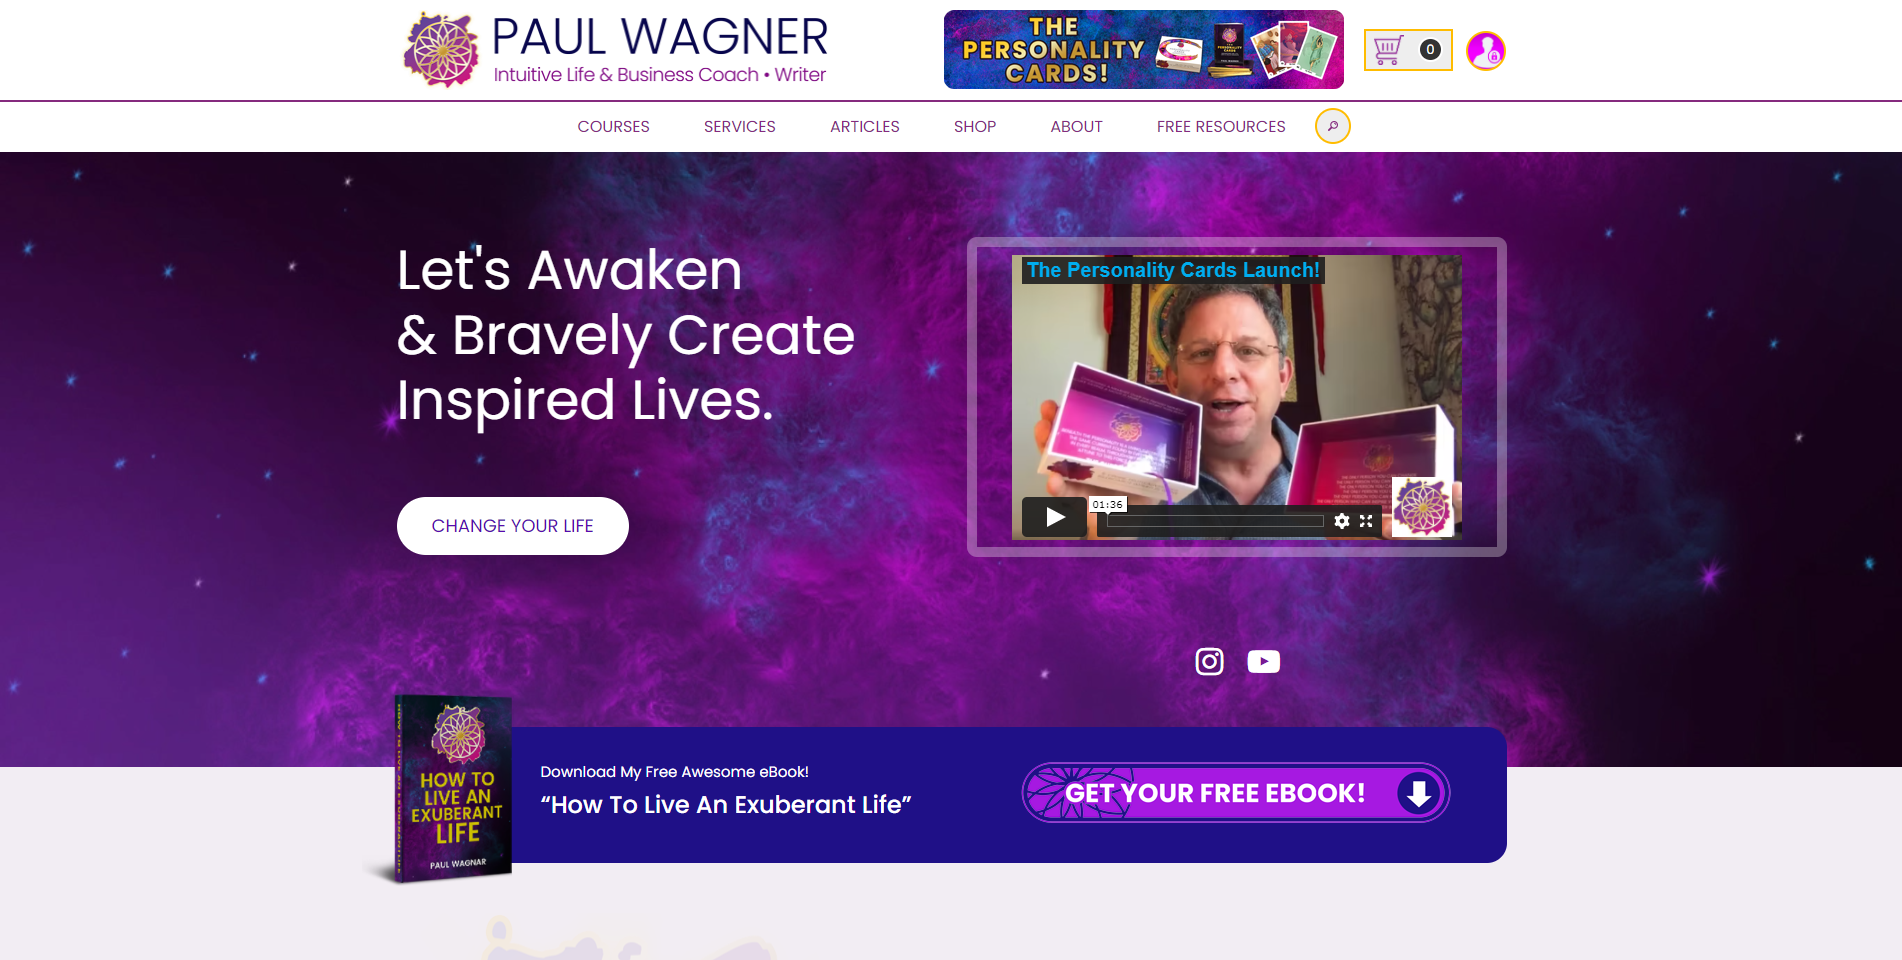 PAUL WAGNER
Intuitive Life & Business Coach • Writer
THE
PERSONALITY
CARDS!
0
COURSES
SERVICES
ARTICLES
SHOP
ABOUT
FREE RESOURCES
Let's Awaken
& Bravely Create
Inspired Lives.
CHANGE YOUR LIFE
The Personality Cards Launch!
01:36
HOW TO
LIVE AN
EXUBERANT
LIFE
PAUL WAGNAR
Download My Free Awesome eBook!
“How To Live An Exuberant Life”
GET YOUR FREE EBOOK!